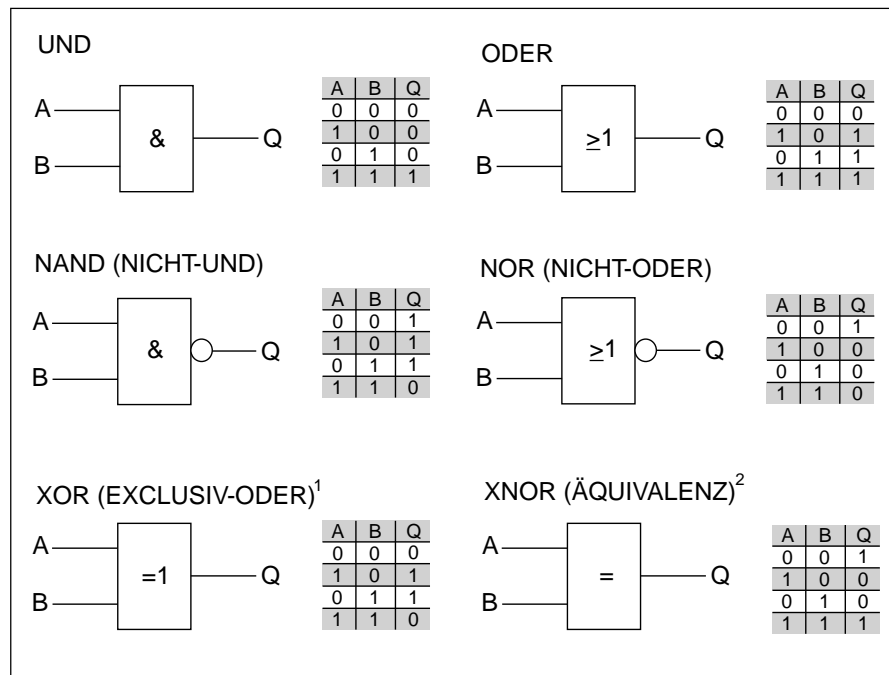 UND
A
B
&
Q
A B Q
0 0 0
1 0 0
0 1 0
1 1 1
ODER
A
B
≥1
Q
A B Q
0 0 0
1 0 1
0 1 1
1 1 1
NAND (NICHT-UND)
A
B
&
Q
A B Q
0 0 1
1 0 1
0 1 1
1 1 0
NOR (NICHT-ODER)
A
B
≥1
Q
A B Q
0 0 1
1 0 0
0 1 0
1 1 0
XOR (EXCLUSIV-ODER)¹
A
B
=1
Q
A B Q
0 0 0
1 0 1
0 1 1
1 1 0
XNOR (ÄQUIVALENZ)²
A
B
=
Q
A B Q
0 0 1
1 0 0
0 1 0
1 1 1